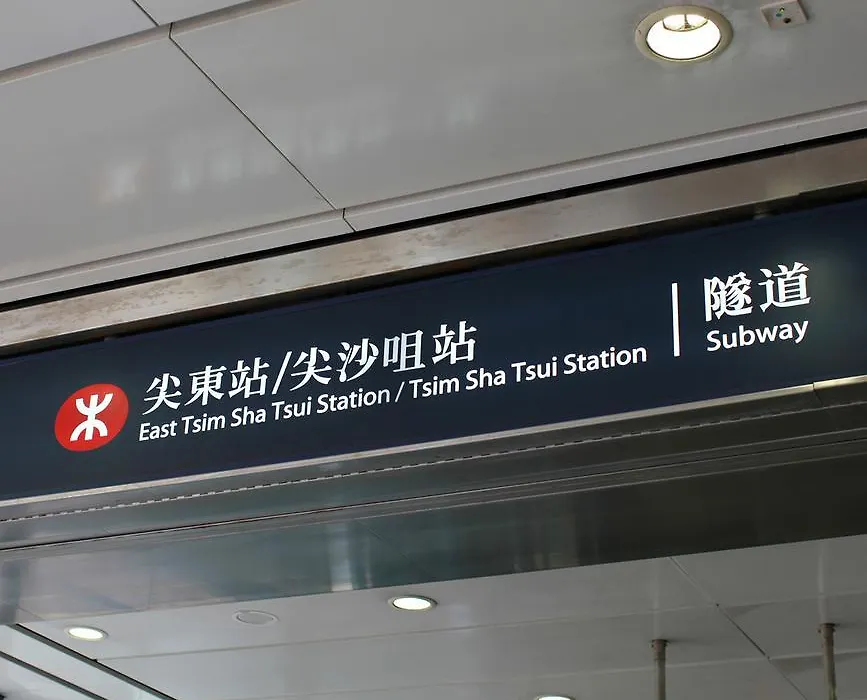 尖東站/尖沙咀站
East Tsim Sha Tsui Station / Tsim Sha Tsui Station
隧道
Subway